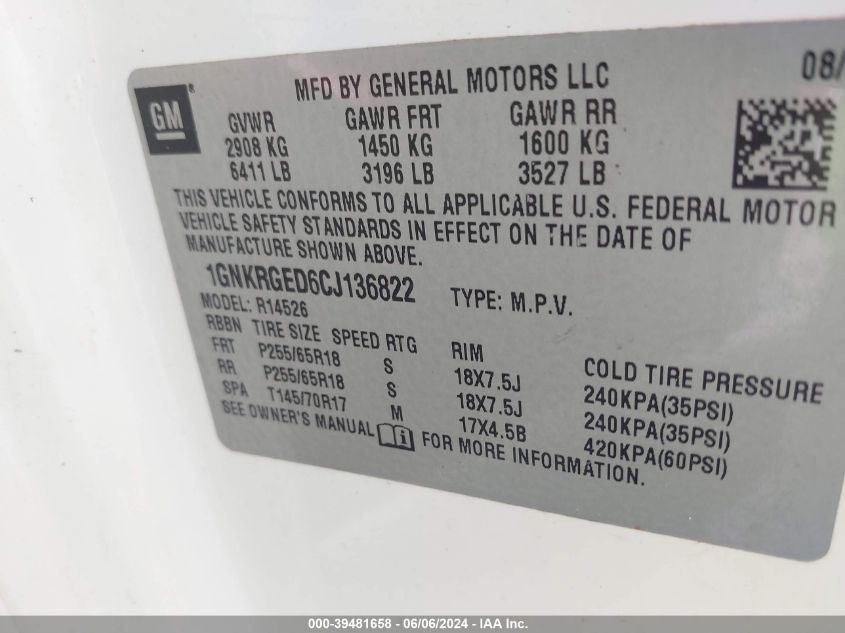 MFD BY GENERAL MOTORS LLC 08/
GM
GVWR GAWR FRT GAWR RR
2908 KG 1450 KG 1600 KG
6411 LB 3196 LB 3527 LB
THIS VEHICLE CONFORMS TO ALL APPLICABLE U.S. FEDERAL MOTOR
VEHICLE SAFETY STANDARDS IN EFFECT ON THE DATE OF
MANUFACTURE SHOWN ABOVE.
1GNKRGED6CJ136822 TYPE: M.P.V.
MODEL: R14526
RBBN TIRE SIZE SPEED RTG RIM COLD TIRE PRESSURE
FRT P255/65R18 S 18X7.5J 240KPA(35PSI)
RR P255/65R18 S 18X7.5J 240KPA(35PSI)
SPA T145/70R17 M 17X4.5B 420KPA(60PSI)
SEE OWNER'S MANUAL FOR MORE INFORMATION.
000-39481658 - 06/06/2024 - IAA Inc.